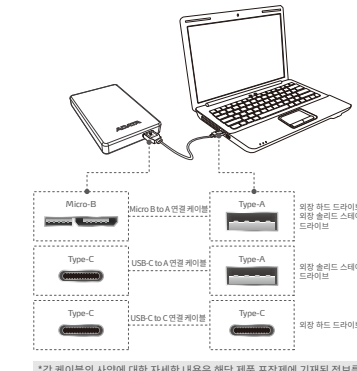 ADATA
Micro-B
Micro B to A 연결 케이블
Type-A
외장 하드 드라이브
외장 솔리드 스테이
드라이브
Type-C
USB-C to A 연결 케이블
Type-A
외장 솔리드 스테이
드라이브
Type-C
USB-C to C 연결 케이블
Type-C
외장 하드 드라이브
*각 케이블의 사양에 대한 자세한 내용은 해당 제품 포장재에 기재된 정보를